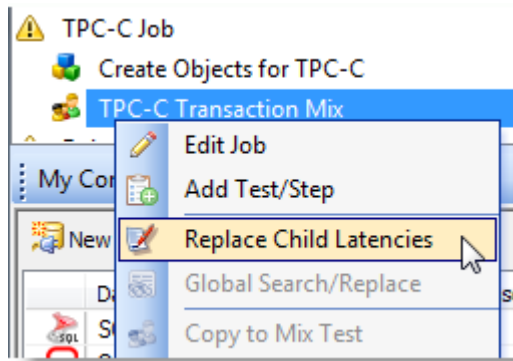 TPC-C Job
Create Objects for TPC-C
TPC-C Transaction Mix
Edit Job
My
Add Test/Step
New
Replace Child Latencies
Global Search/Replace
Copy to Mix Test